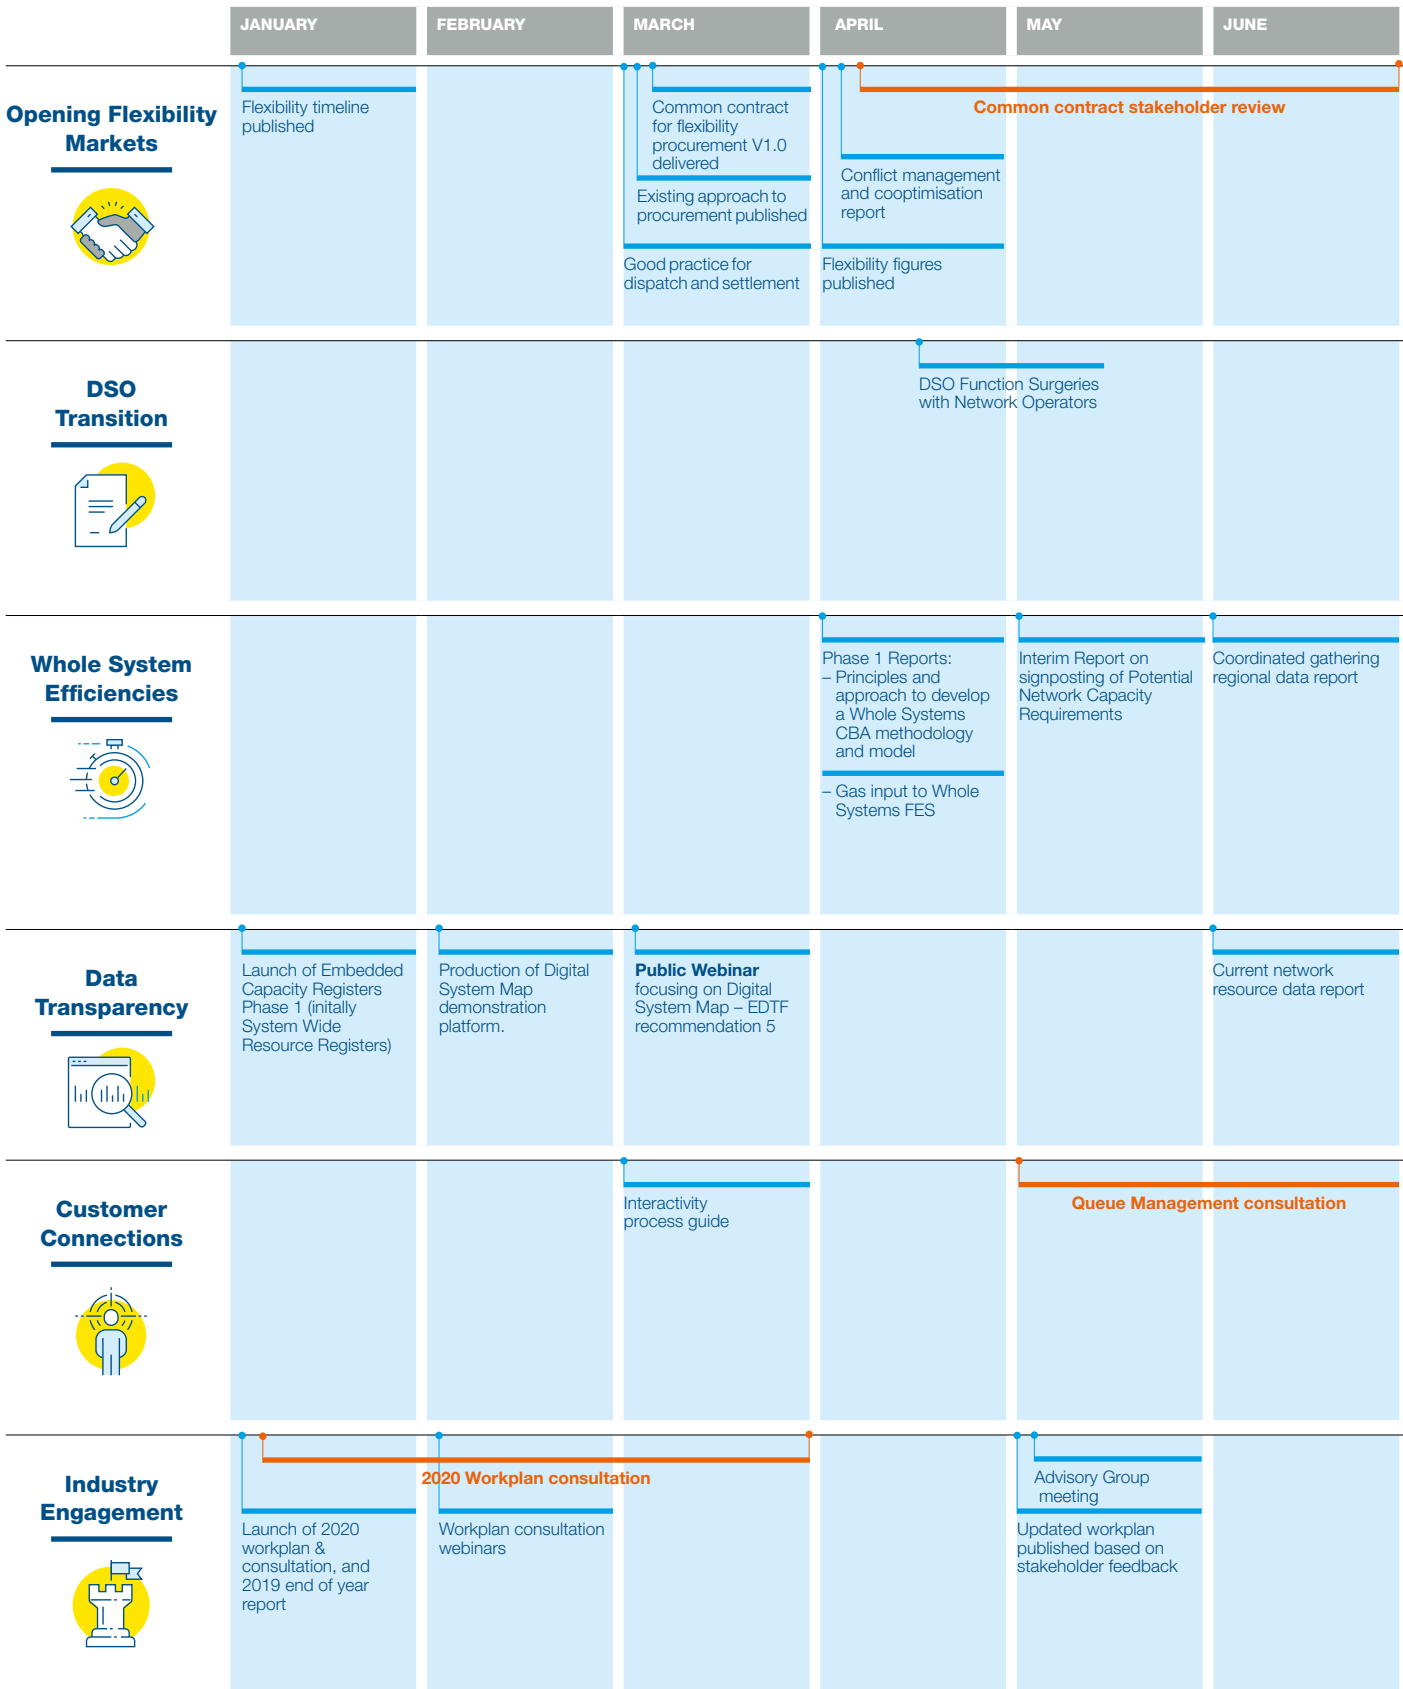 JANUARY
FEBRUARY
MARCH
APRIL
MAY
JUNE
Opening Flexibility
Markets
Flexibility timeline
published
Common contract
for flexibility
procurement V1.0
delivered
Existing approach to
procurement published
Good practice for
dispatch and settlement
Common contract stakeholder review
Conflict management
and cooptimisation
report
Flexibility figures
published
DSO
Transition
DSO Function Surgeries
with Network Operators
Whole System
Efficiencies
Phase 1 Reports:
– Principles and
approach to develop
a Whole Systems
CBA methodology
and model
– Gas input to Whole
Systems FES
Interim Report on
signposting of Potential
Network Capacity
Requirements
Coordinated gathering
regional data report
Data
Transparency
Launch of Embedded
Capacity Registers
Phase 1 (initally
System Wide
Resource Registers)
Production of Digital
System Map
demonstration
platform.
Public Webinar
focusing on Digital
System Map – EDTF
recommendation 5
Current network
resource data report
Customer
Connections
Interactivity
process guide
Queue Management consultation
Industry
Engagement
2020 Workplan consultation
Launch of 2020
workplan &
consultation, and
2019 end of year
report
Workplan consultation
webinars
Advisory Group
meeting
Updated workplan
published based on
stakeholder feedback